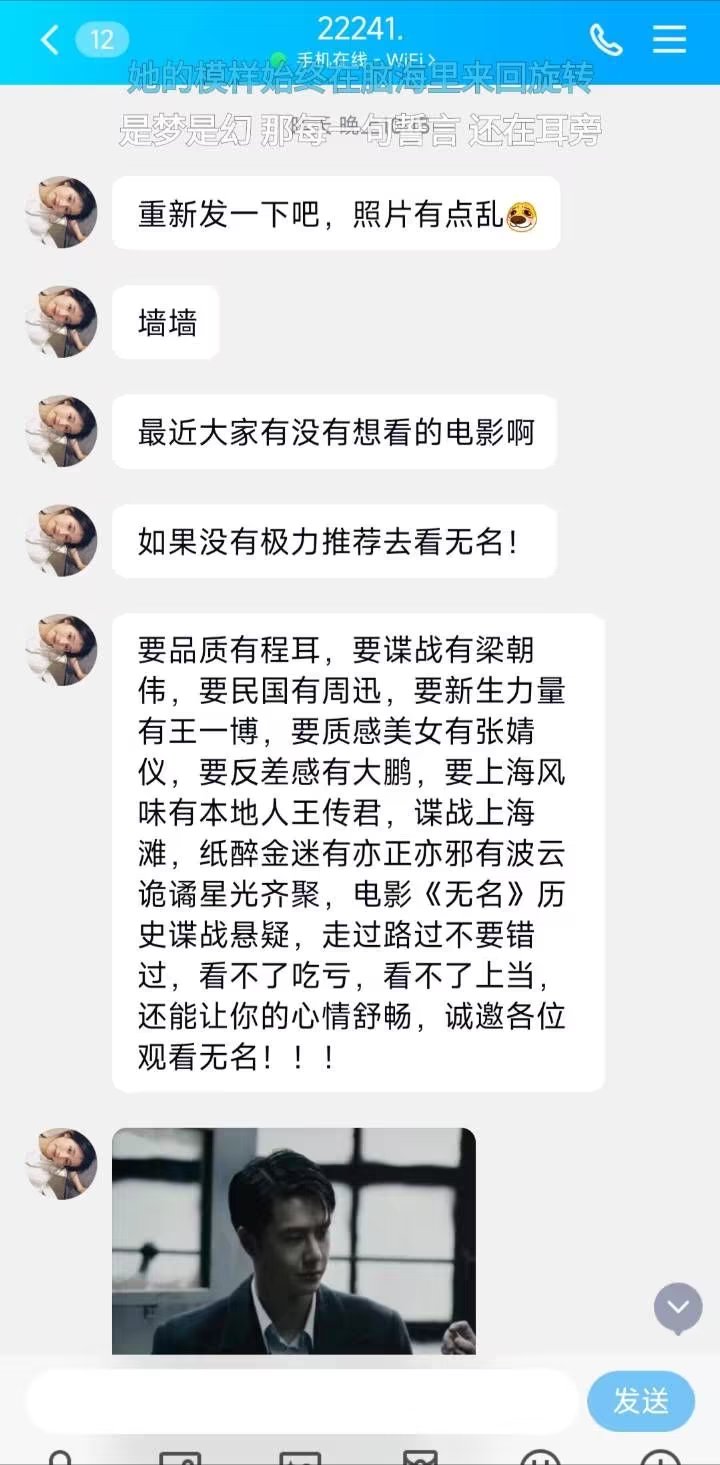 12
22241.
手机在线 - WiFi >
她的模样始终在脑海里来回旋转
是梦是幻 那每一句誓言 还在耳旁
重新发一下吧，照片有点乱
墙墙
最近大家有没有想看的电影啊
如果没有极力推荐去看无名！
要品质有程耳，要谍战有梁朝
伟，要民国有周迅，要新生力量
有王一博，要质感美女有张婧
仪，要反差感有大鹏，要上海风
味有本地人王传君，谍战上海
滩，纸醉金迷有亦正亦邪有波云
诡谲星光齐聚，电影《无名》历
史谍战悬疑，走过路过不要错
过，看不了吃亏，看不了上当，
还能让你的心情舒畅，诚邀各位
观看无名！！！
发送